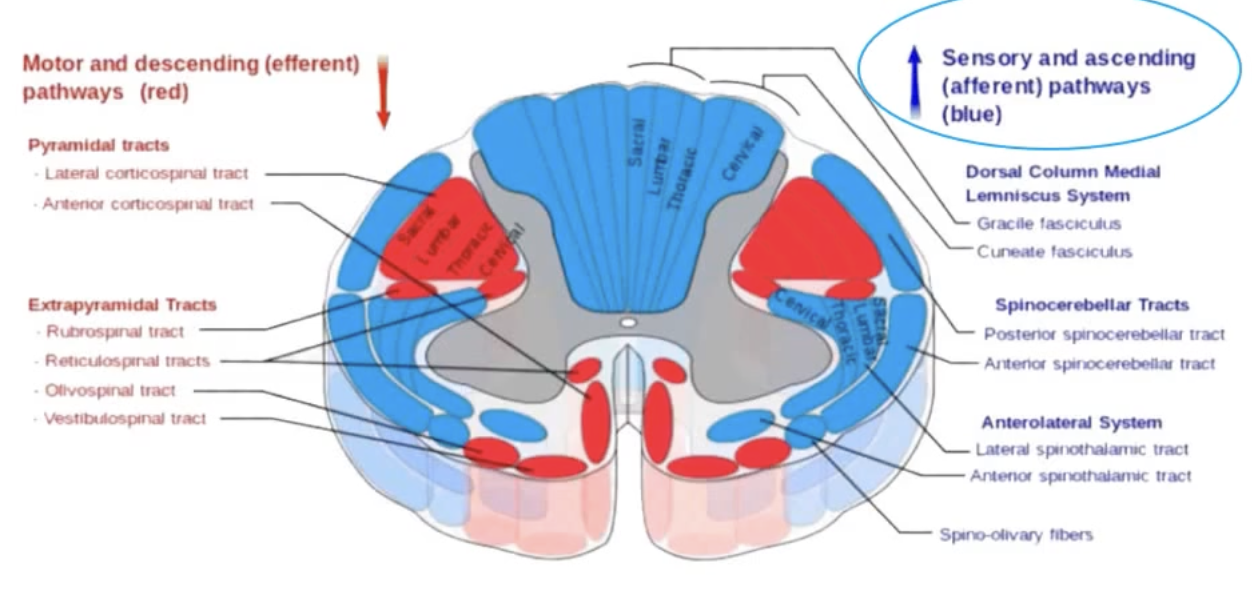 Motor and descending (efferent)
pathways (red)
Pyramidal tracts
· Lateral corticospinal tract
· Anterior corticospinal tract
Extrapyramidal Tracts
· Rubrospinal tract
· Reticulospinal tracts
· Olivospinal tract
· Vestibulospinal tract
Sacral
Lumbar
Thoracic
Cervical
Sacral
Lumbar
Thoracic
Cervical
Cervical
Thoracic
Lumbar
Sacral
Sensory and ascending
(afferent) pathways
(blue)
Dorsal Column Medial
Lemniscus System
Gracile fasciculus
Cuneate fasciculus
Spinocerebellar Tracts
Posterior spinocerebellar tract
Anterior spinocerebellar tract
Anterolateral System
Lateral spinothalamic tract
Anterior spinothalamic tract
Spino-olivary fibers